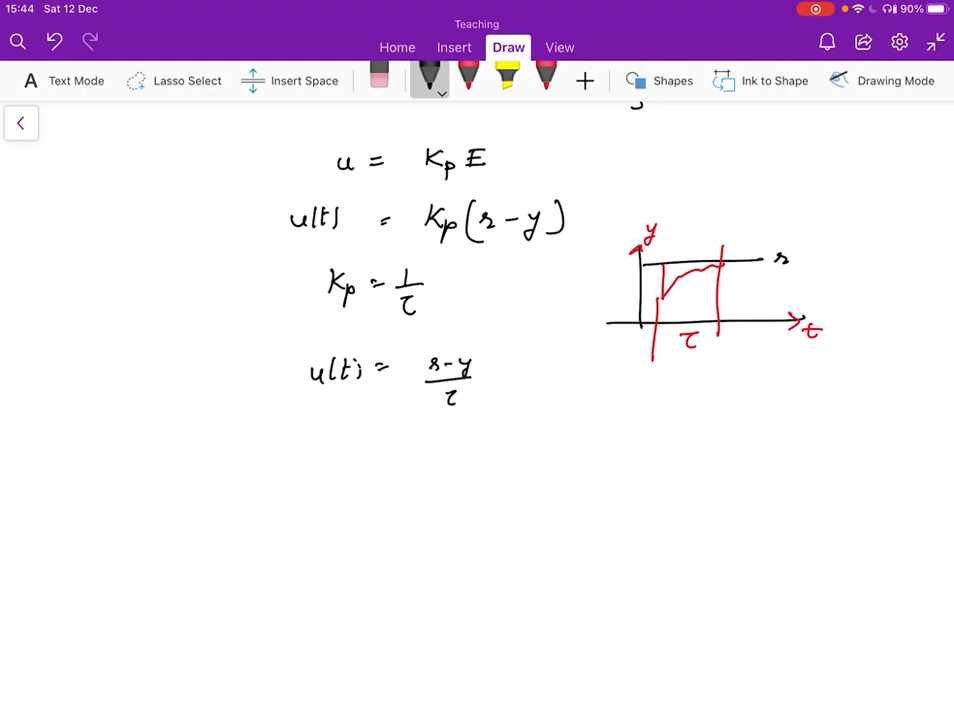 15:44 Sat 12 Dec
90%
Teaching
Home Insert Draw View
Text Mode Lasso Select Insert Space Shapes Ink to Shape Drawing Mode
u = Kp E
u(t) = Kp(r-y)
Kp = 1/τ
u(t) = r-y/τ
y
r
τ
t